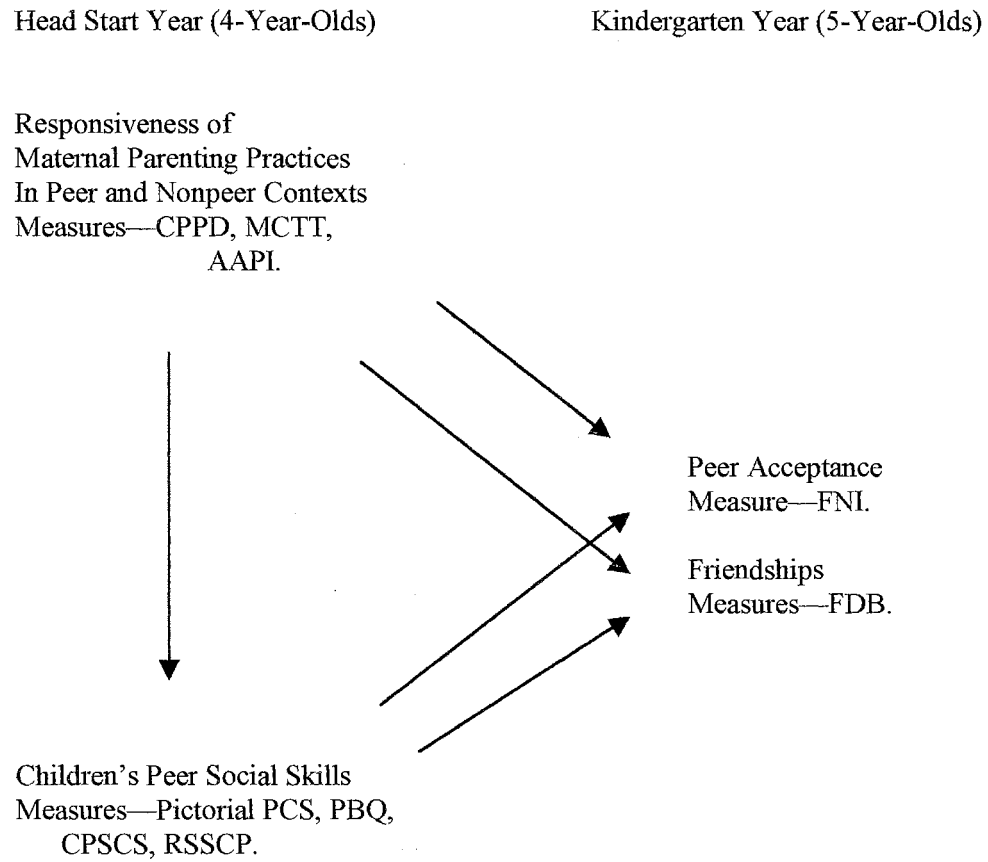 Head Start Year (4-Year-Olds)
Kindergarten Year (5-Year-Olds)
Responsiveness of
Maternal Parenting Practices
In Peer and Nonpeer Contexts
Measures—CPPD, MCTT,
AAPI.
Peer Acceptance
Measure—FNI.
Friendships
Measures—FDB.
Children's Peer Social Skills
Measures—Pictorial PCS, PBQ,
CPSCS, RSSCP.